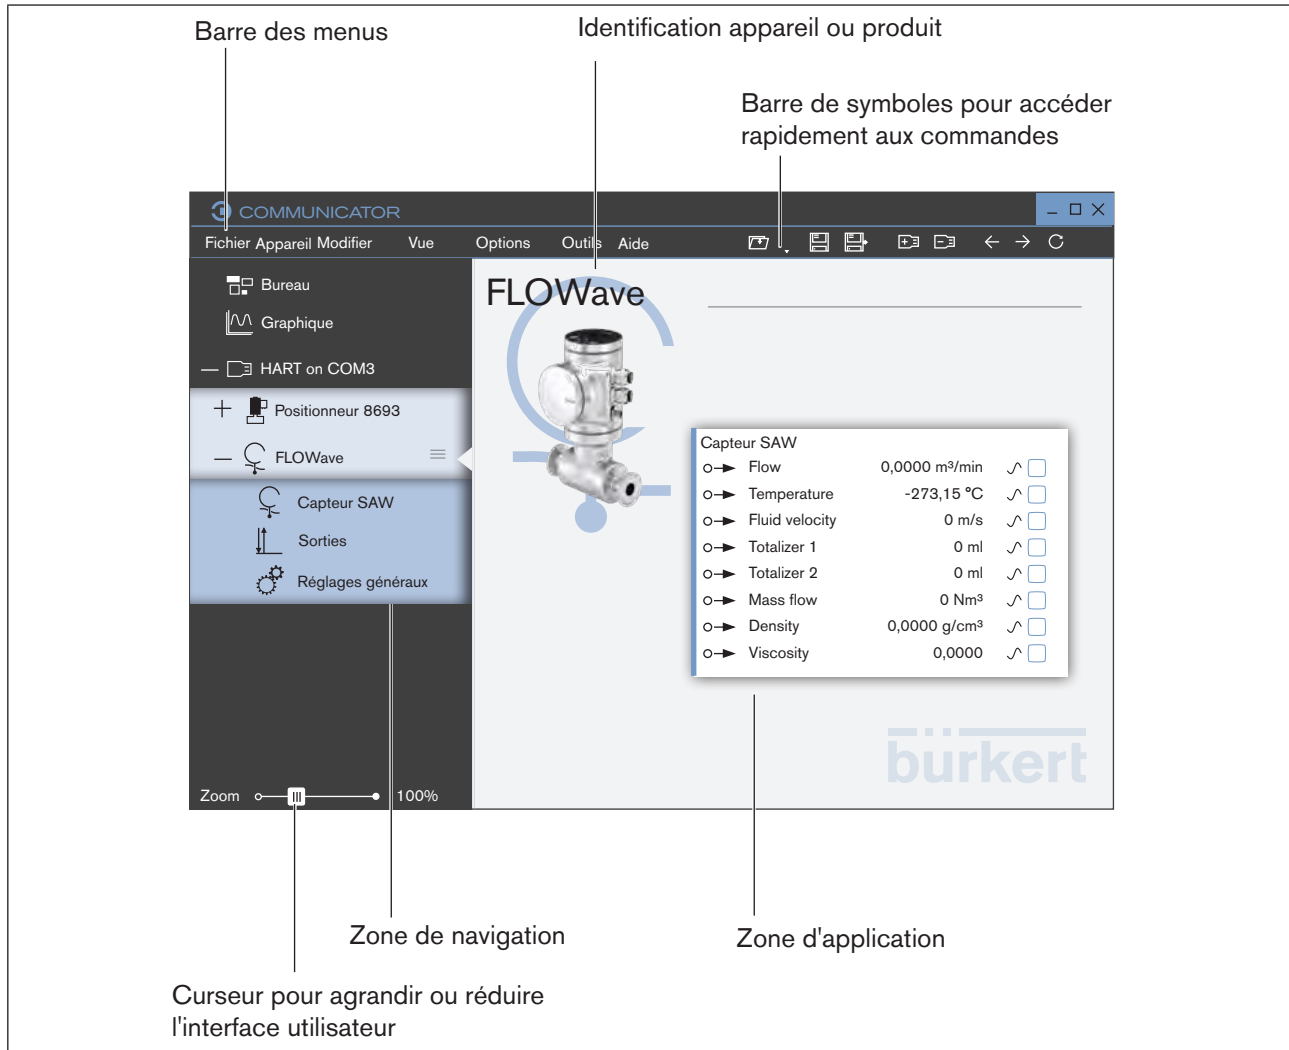 Barre des menus
Identification appareil ou produit
Barre de symboles pour accéder
rapidement aux commandes
COMMUNICATOR
Fichier Appareil Modifier Vue Options Outils Aide
Bureau
Graphique
HART on COM3
Positionneur 8693
FLOWave
Capteur SAW
Sorties
Réglages généraux
Zoom 100%
FLOWave
Capteur SAW
Flow 0,0000 m³/min
Temperature -273,15 °C
Fluid velocity 0 m/s
Totalizer 1 0 ml
Totalizer 2 0 ml
Mass flow 0 Nm³
Density 0,0000 g/cm³
Viscosity 0,0000
bürkert
Zone de navigation
Zone d'application
Curseur pour agrandir ou réduire
l'interface utilisateur